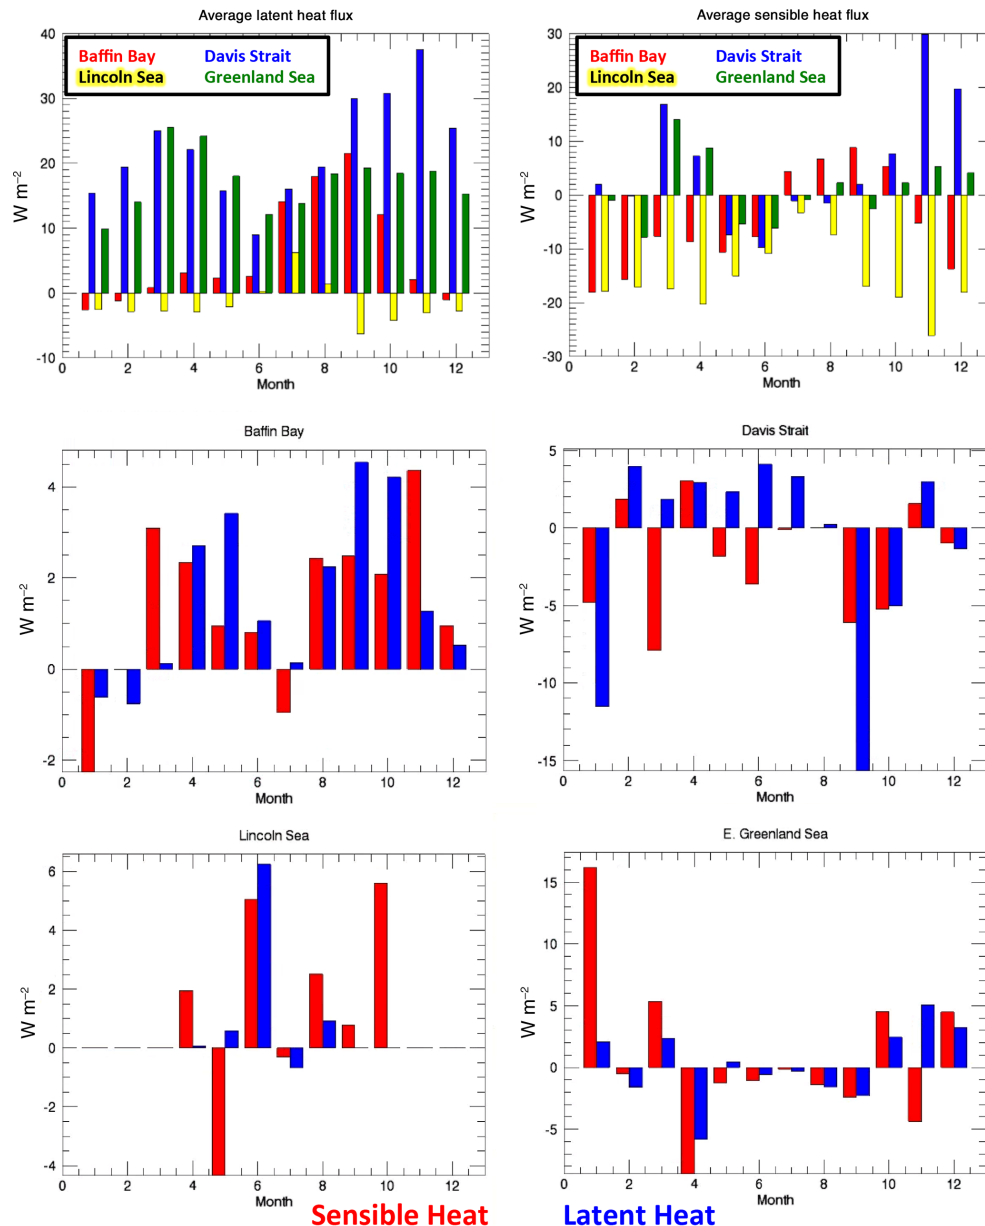 Average latent heat flux
Baffin Bay Davis Strait
Lincoln Sea Greenland Sea
40
30
20
10
0
-10
W m⁻²
0 2 4 6 8 10 12
Month
Average sensible heat flux
Baffin Bay Davis Strait
Lincoln Sea Greenland Sea
30
20
10
0
-10
-20
-30
W m⁻²
0 2 4 6 8 10 12
Month
Baffin Bay
4
2
0
-2
W m⁻²
0 2 4 6 8 10 12
Month
Davis Strait
5
0
-5
-10
-15
W m⁻²
0 2 4 6 8 10 12
Month
Lincoln Sea
6
4
2
0
-2
-4
W m⁻²
0 2 4 6 8 10 12
Month
E. Greenland Sea
15
10
5
0
-5
W m⁻²
0 2 4 6 8 10 12
Month
Sensible Heat Latent Heat